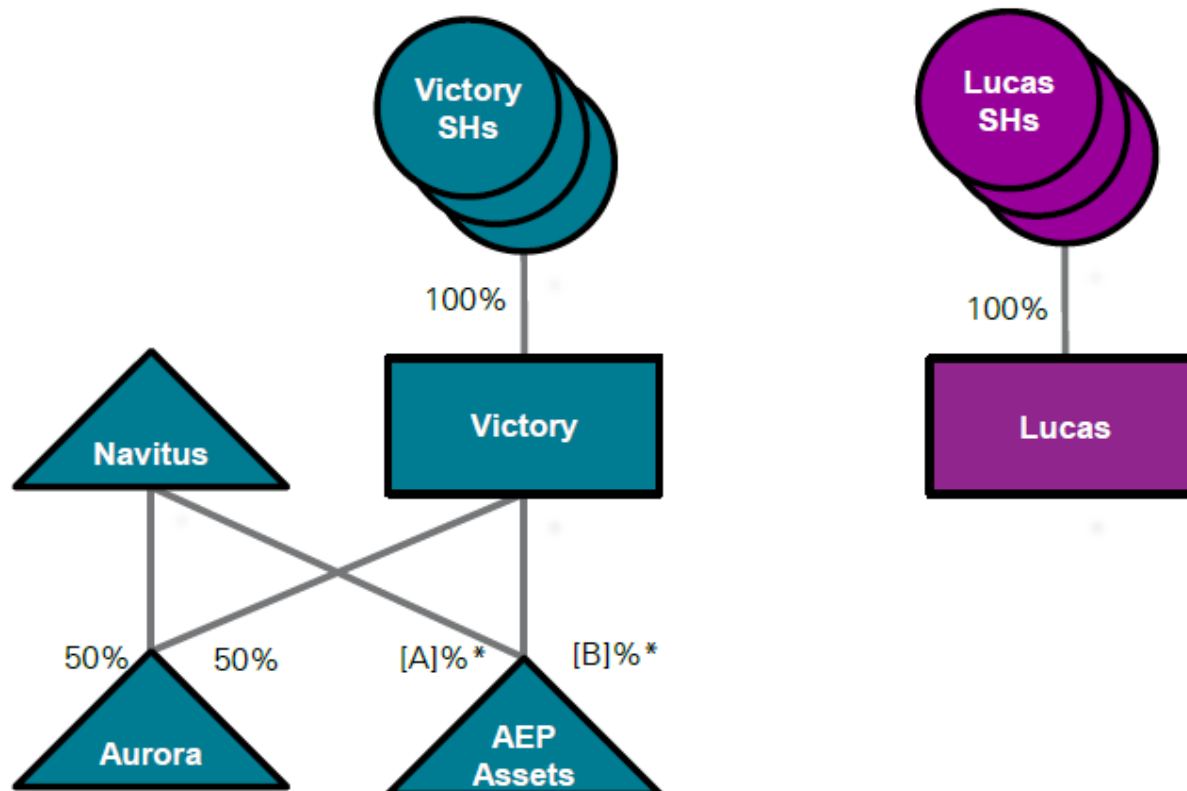 Victory
SHs
Lucas
SHs
100%
100%
Navitus
Victory
Lucas
50%
50%
[A]%*
[B]%*
Aurora
AEP
Assets